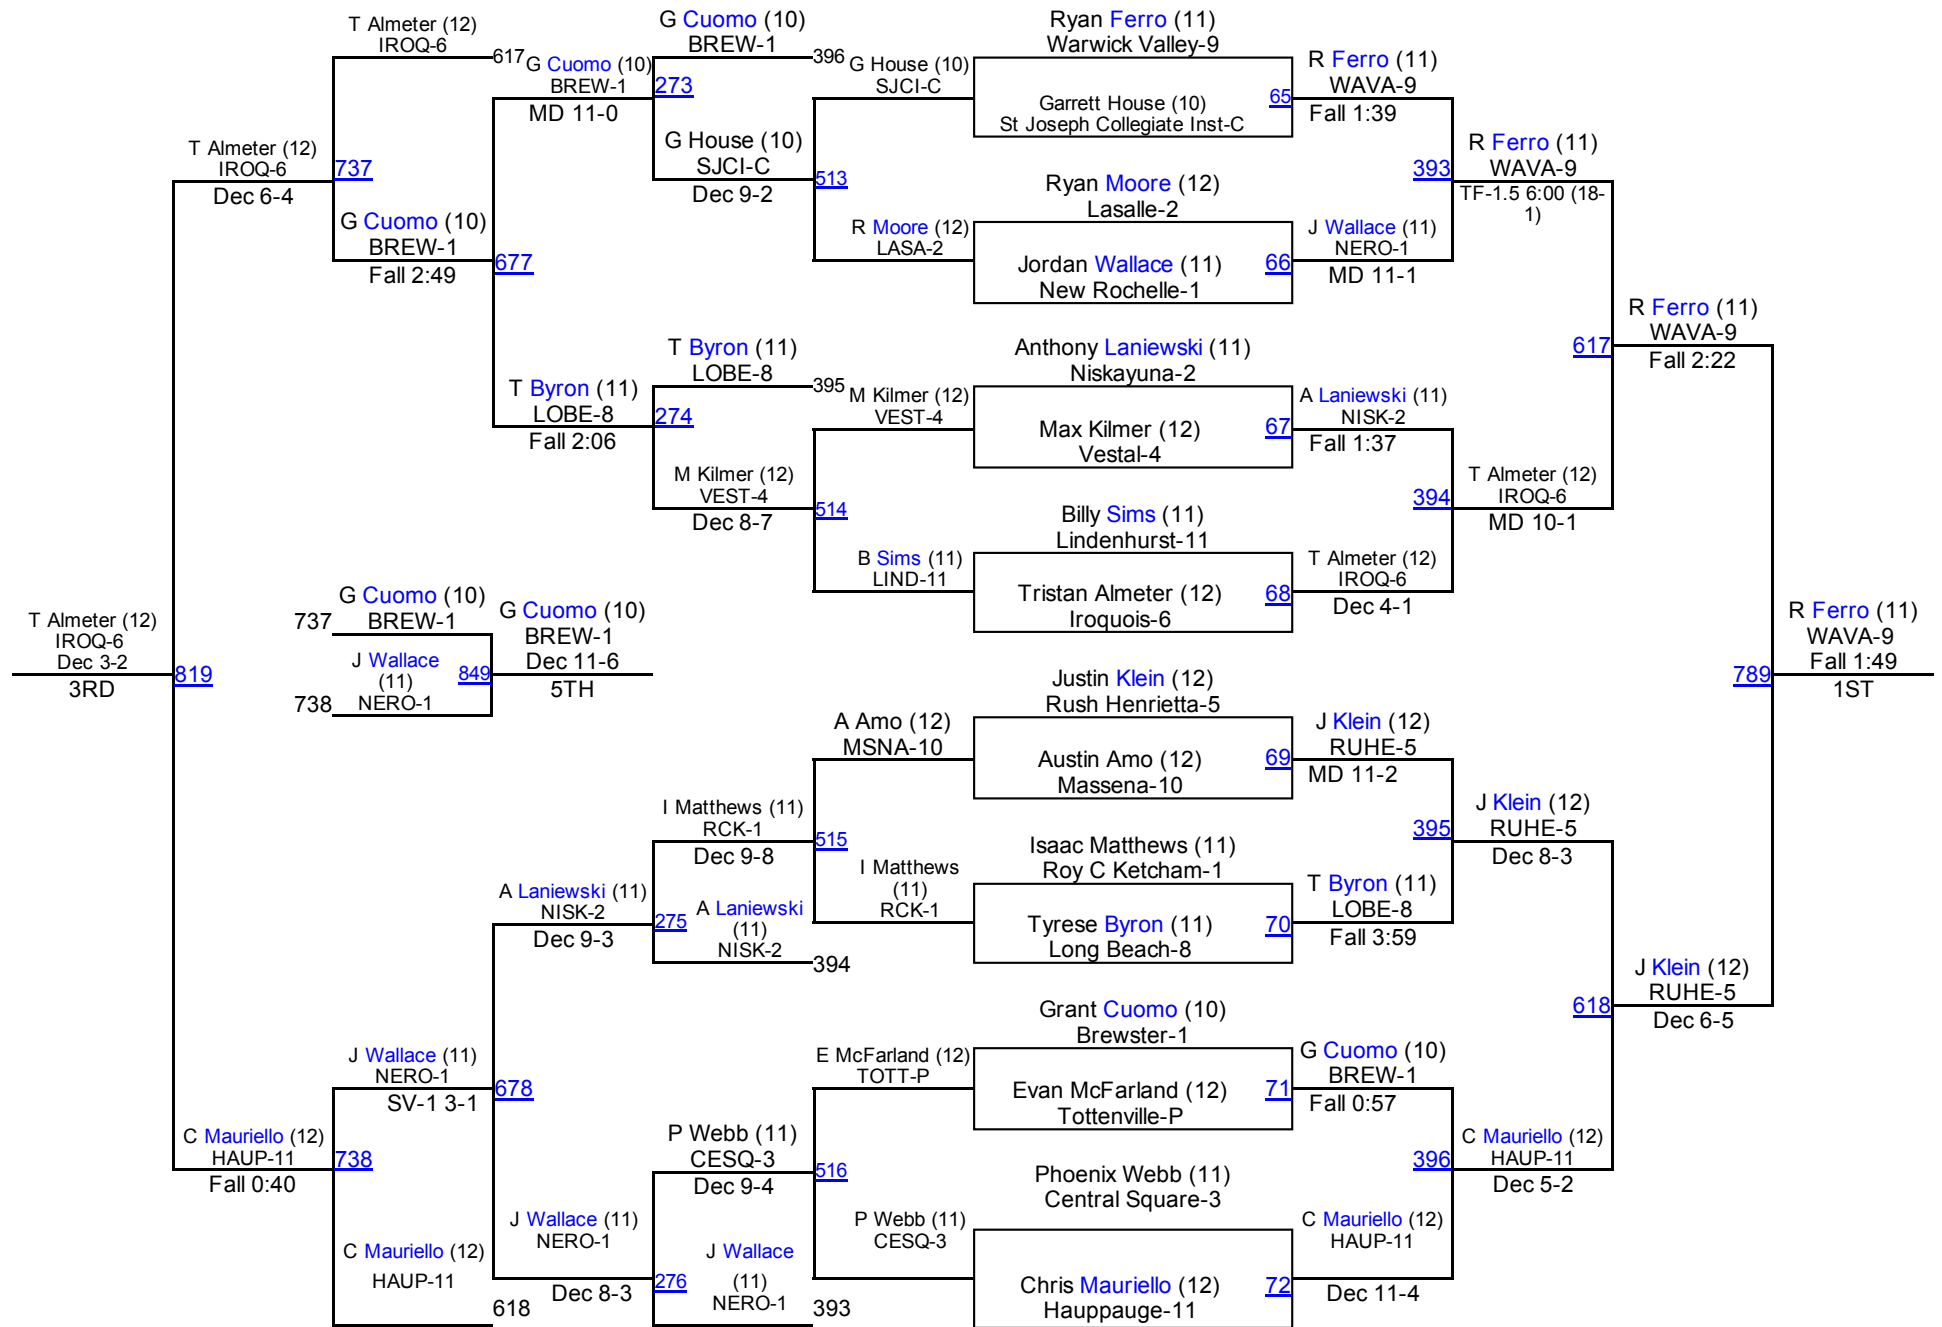 T Almeter (12)
IROQ-6
617
G Cuomo (10)
BREW-1
MD 11-0
G Cuomo (10)
BREW-1
396
273
G House (10)
SJCI-C
Dec 9-2
G House (10)
SJCI-C
513
R Moore (12)
LASA-2
Ryan Ferro (11)
Warwick Valley-9
Garrett House (10)
St Joseph Collegiate Inst-C
65
R Ferro (11)
WAVA-9
Fall 1:39
Ryan Moore (12)
Lasalle-2
Jordan Wallace (11)
New Rochelle-1
66
J Wallace (11)
NERO-1
MD 11-1
393
R Ferro (11)
WAVA-9
TF-1.5 6:00 (18-
1)
T Almeter (12)
IROQ-6
Dec 6-4
737
G Cuomo (10)
BREW-1
Fall 2:49
677
T Byron (11)
LOBE-8
Fall 2:06
T Byron (11)
LOBE-8
395
274
M Kilmer (12)
VEST-4
Dec 8-7
M Kilmer (12)
VEST-4
514
B Sims (11)
LIND-11
Anthony Laniewski (11)
Niskayuna-2
Max Kilmer (12)
Vestal-4
67
A Laniewski (11)
NISK-2
Fall 1:37
Billy Sims (11)
Lindenhurst-11
Tristan Almeter (12)
Iroquois-6
68
T Almeter (12)
IROQ-6
Dec 4-1
394
T Almeter (12)
IROQ-6
MD 10-1
617
R Ferro (11)
WAVA-9
Fall 2:22
T Almeter (12)
IROQ-6
Dec 3-2
3RD
819
737
G Cuomo (10)
BREW-1
J Wallace
(11)
NERO-1
738
849
G Cuomo (10)
BREW-1
Dec 11-6
5TH
789
R Ferro (11)
WAVA-9
Fall 1:49
1ST
A Laniewski (11)
NISK-2
Dec 9-3
I Matthews (11)
RCK-1
Dec 9-8
275
A Laniewski
(11)
NISK-2
394
A Amo (12)
MSNA-10
515
I Matthews
(11)
RCK-1
Justin Klein (12)
Rush Henrietta-5
Austin Amo (12)
Massena-10
69
J Klein (12)
RUHE-5
MD 11-2
Isaac Matthews (11)
Roy C Ketcham-1
Tyrese Byron (11)
Long Beach-8
70
T Byron (11)
LOBE-8
Fall 3:59
395
J Klein (12)
RUHE-5
Dec 8-3
618
J Klein (12)
RUHE-5
Dec 6-5
J Wallace (11)
NERO-1
SV-1 3-1
678
C Mauriello (12)
HAUP-11
Fall 0:40
738
C Mauriello (12)
HAUP-11
618
J Wallace (11)
NERO-1
Dec 8-3
P Webb (11)
CESQ-3
Dec 9-4
276
J Wallace
(11)
NERO-1
393
E McFarland (12)
TOTT-P
516
P Webb (11)
CESQ-3
Grant Cuomo (10)
Brewster-1
Evan McFarland (12)
Tottenville-P
71
G Cuomo (10)
BREW-1
Fall 0:57
Phoenix Webb (11)
Central Square-3
Chris Mauriello (12)
Hauppauge-11
72
C Mauriello (12)
HAUP-11
Dec 11-4
396
C Mauriello (12)
HAUP-11
Dec 5-2